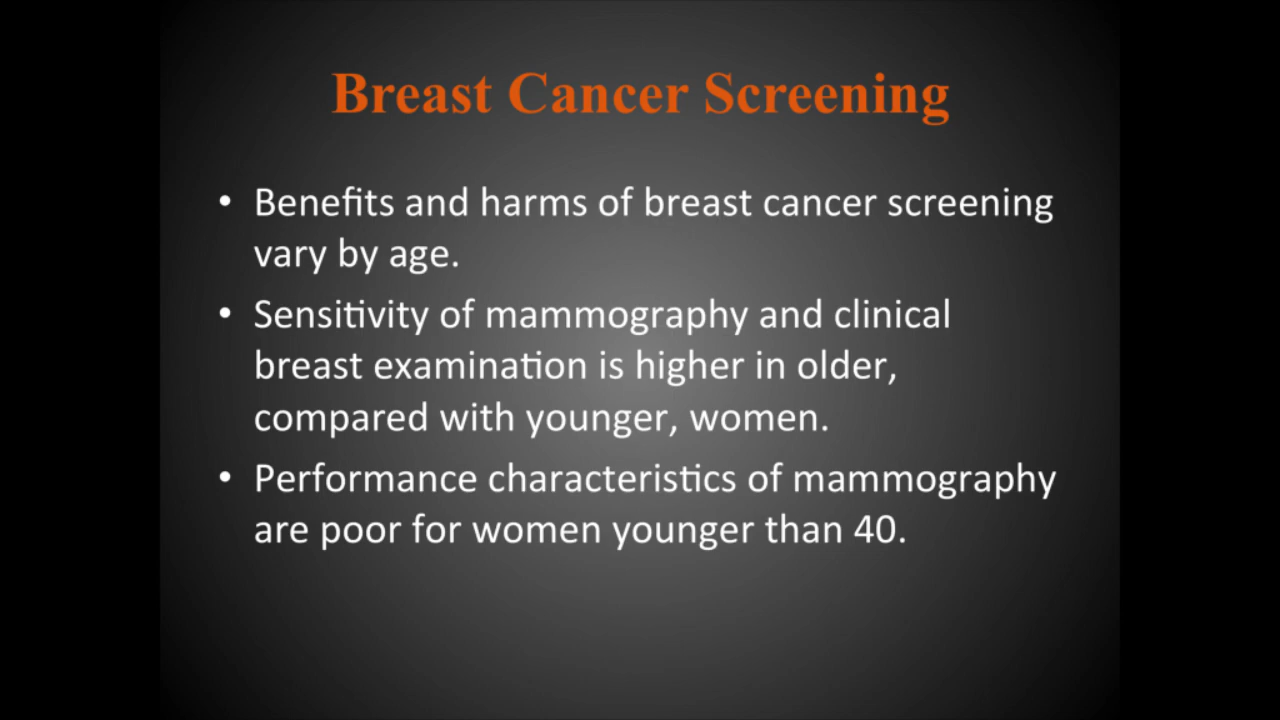 Breast Cancer Screening
• Benefits and harms of breast cancer screening
vary by age.
• Sensitivity of mammography and clinical
breast examination is higher in older,
compared with younger, women.
• Performance characteristics of mammography
are poor for women younger than 40.